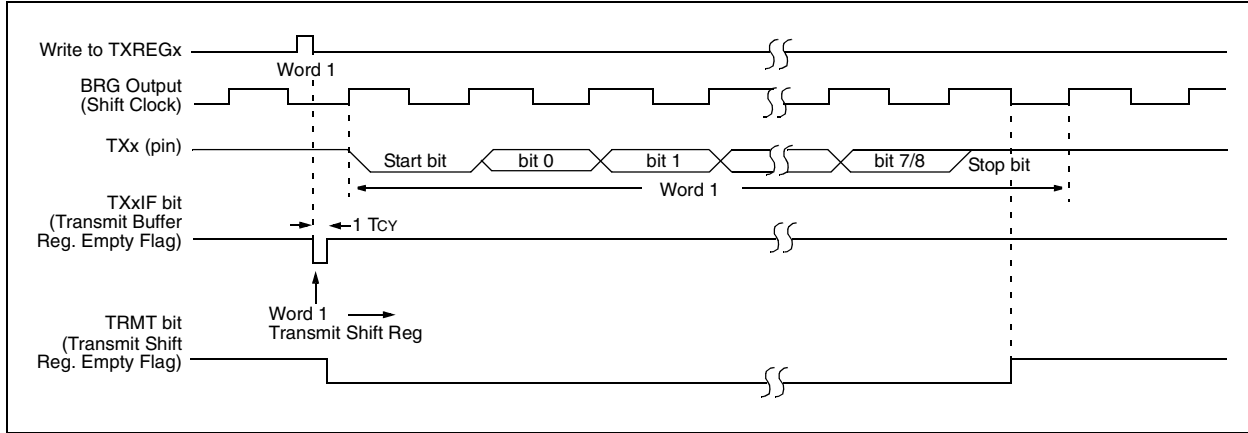 Write to TXREGx
Word 1
BRG Output
(Shift Clock)
TXx (pin)
Start bit
bit 0
bit 1
bit 7/8
Stop bit
Word 1
TXxIF bit
(Transmit Buffer
Reg. Empty Flag)
1 TCY
Word 1
Transmit Shift Reg
TRMT bit
(Transmit Shift
Reg. Empty Flag)